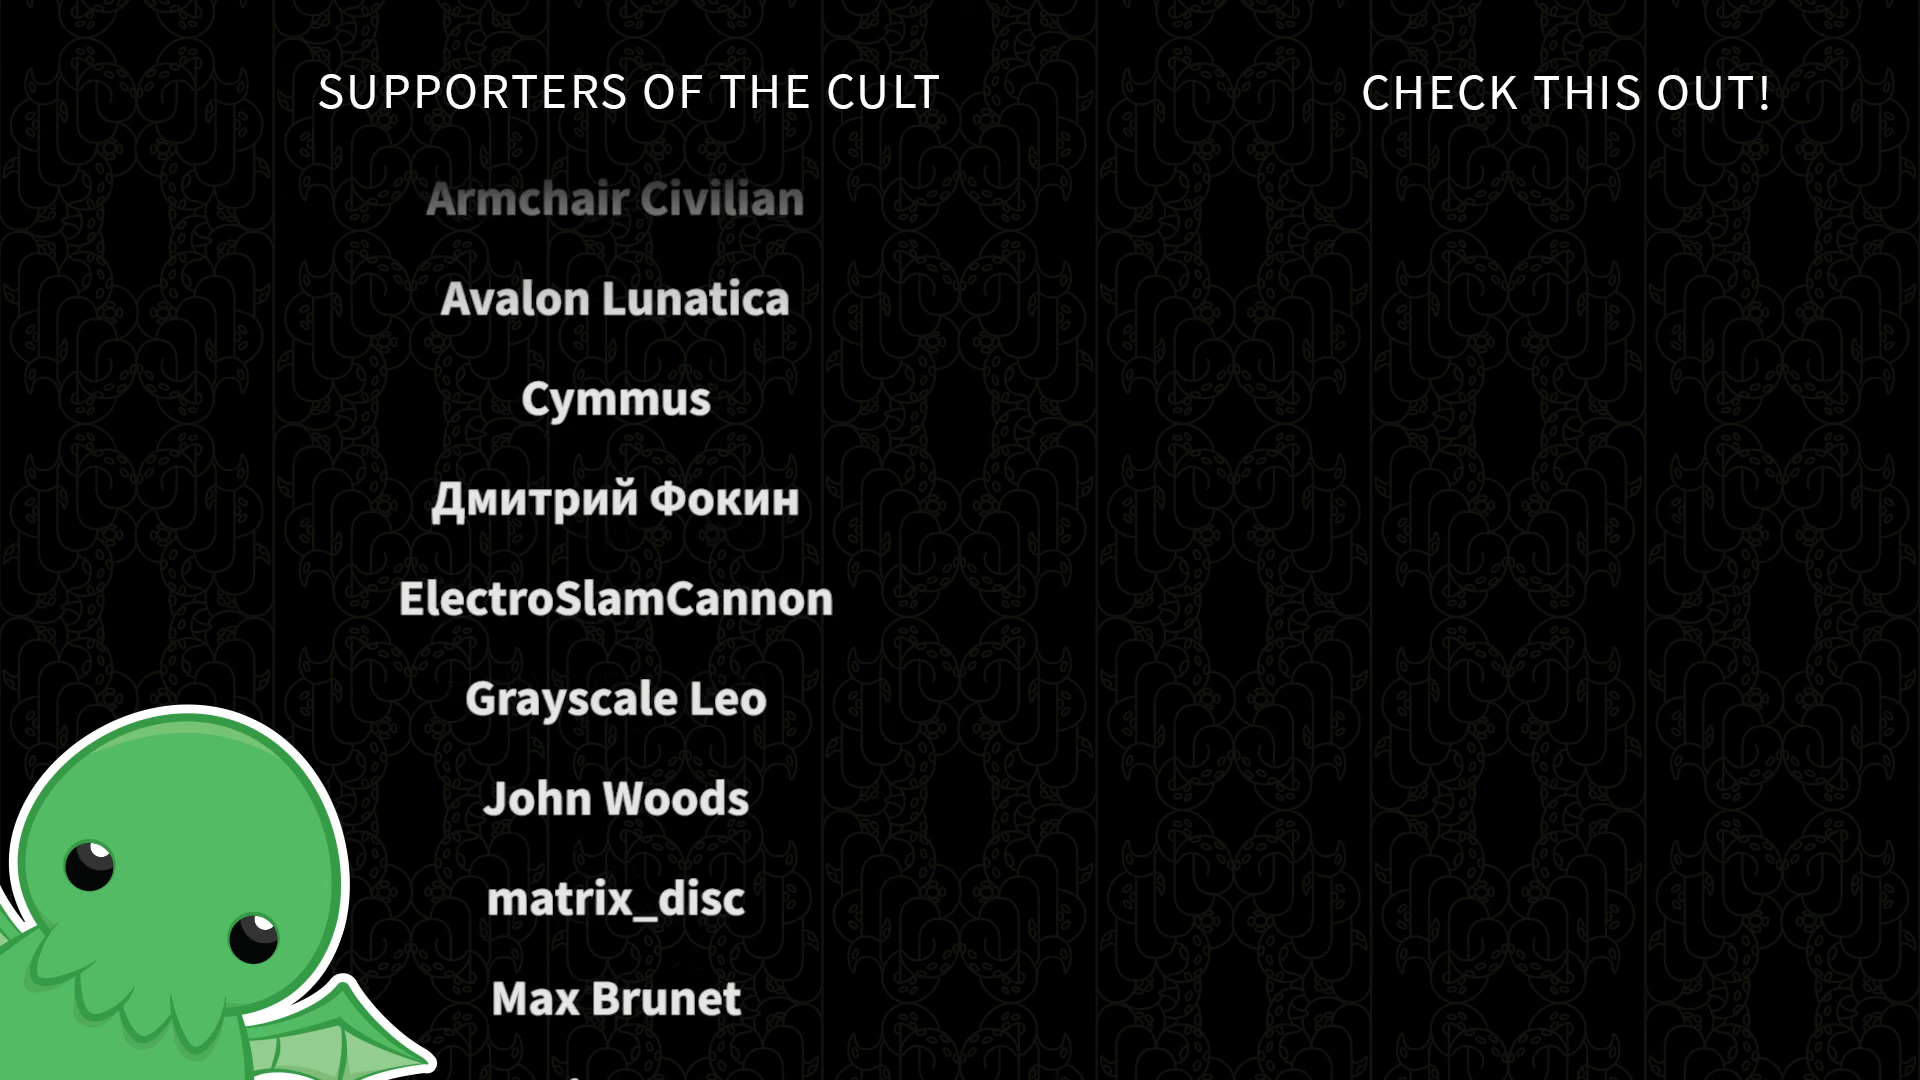 SUPPORTERS OF THE CULT
CHECK THIS OUT!
Armchair Civilian
Avalon Lunatica
Cymmus
Дмитрий Фокин
ElectroSlamCannon
Grayscale Leo
John Woods
matrix_disc
Max Brunet